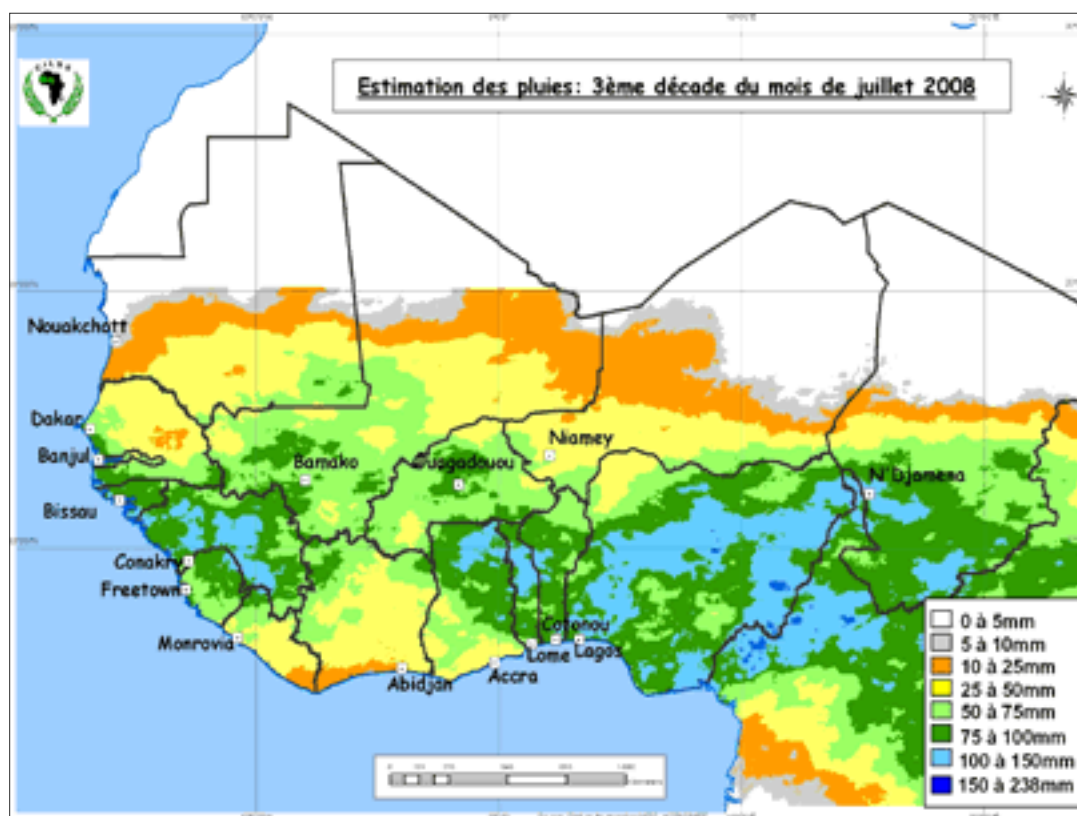 CILSS
Estimation des pluies: 3ème décade du mois de juillet 2008
Nouakchott
Dakar
Banjul
Bissau
Bamako
Ouagadouou
Niamey
N'Djamena
Conakry
Freetown
Monrovia
Abidjan
Accra
Lome
Cotonou
Lagos
0 à 5mm
5 à 10mm
10 à 25mm
25 à 50mm
50 à 75mm
75 à 100mm
100 à 150mm
150 à 238mm